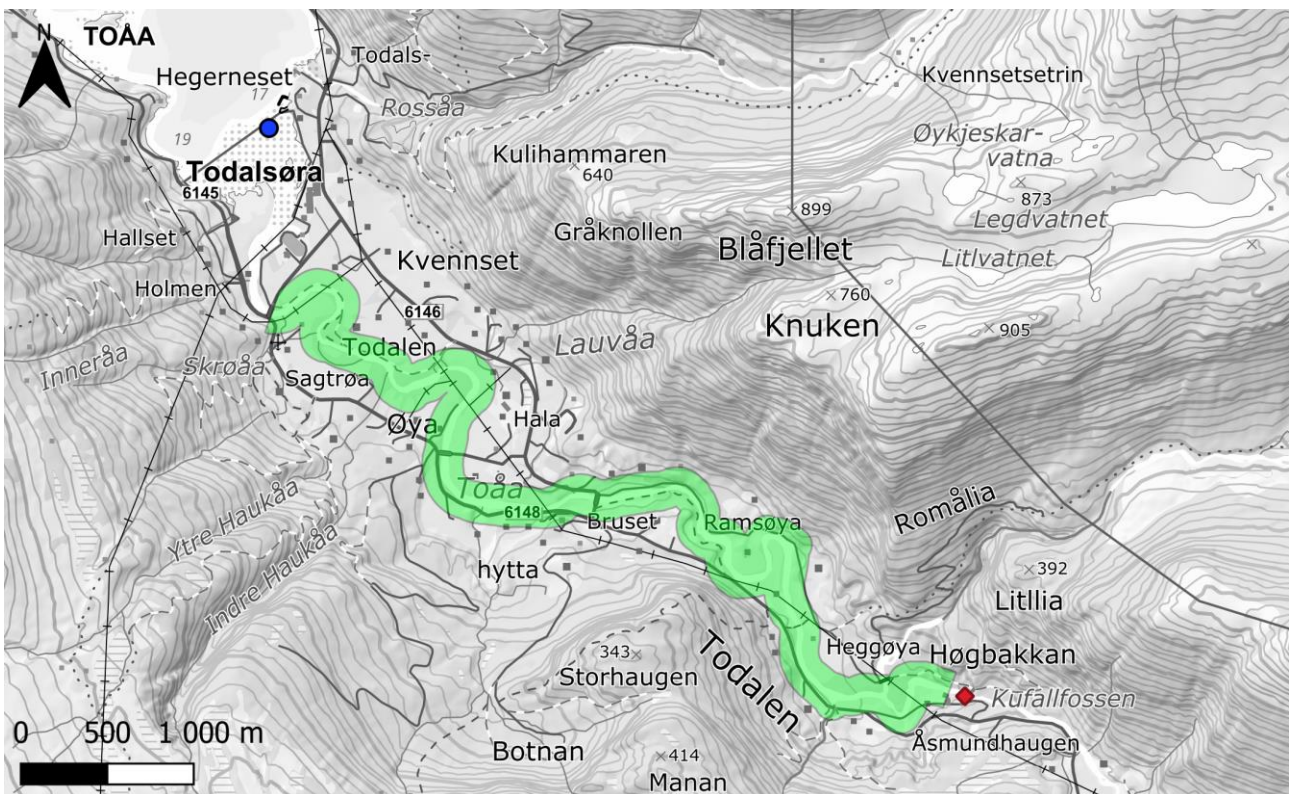 N
TOÅA
Todals-
Hegerneset
17
Rossåa
Kvennsetsetrin
19
Øykjeskar-
vatna
Kulihammaren
640
Todalsøra
6145
873
899
Legdvatnet
Hallset
Gråknollen
Blåfjellet
Litlvatnet
Kvennset
Holmen
760
6146
Knuken
905
Lauvåa
Todalen
Inneråa
Skrøåa
Sagtrøa
Øya
Hala
Toåa
6148
Bruset
Ramsøya
Romålia
Ytre Haukåa
Indre Haukåa
hytta
392
Litllia
343
Storhaugen
Todalen
Heggøya
Høgbakkan
Kufallfossen
0 500 1 000 m
Botnan
414
Manan
Åsmundhaugen